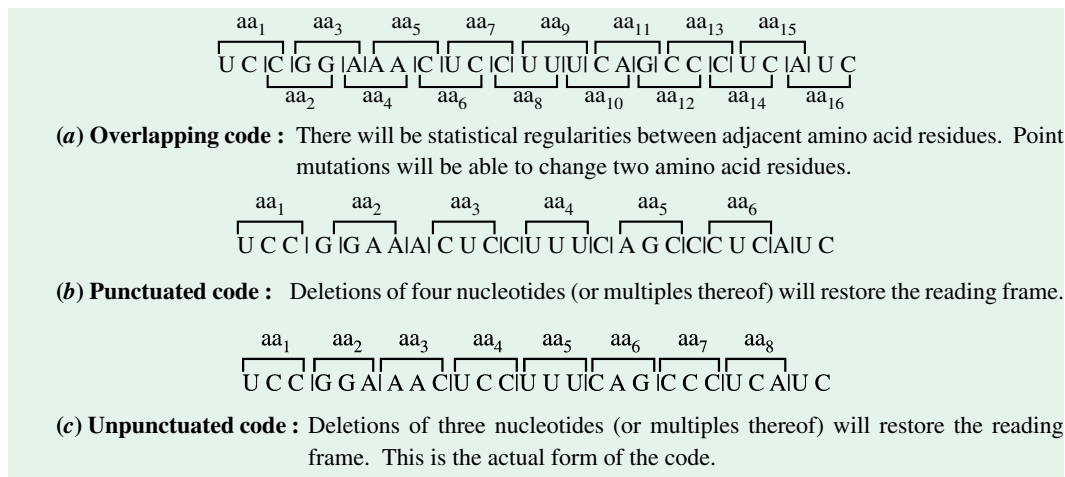 aa1 aa3 aa5 aa7 aa9 aa11 aa13 aa15
U C |C |G G |A|A A |C|U C |C| U U|U| C A|G| C C |C| U C |A| U C
aa2 aa4 aa6 aa8 aa10 aa12 aa14 aa16
(a) Overlapping code : There will be statistical regularities between adjacent amino acid residues. Point
mutations will be able to change two amino acid residues.
aa1 aa2 aa3 aa4 aa5 aa6
U C C | G |G A A|A| C U C|C|U U U|C| A G C|C|C U C|A|U C
(b) Punctuated code : Deletions of four nucleotides (or multiples thereof) will restore the reading frame.
aa1 aa2 aa3 aa4 aa5 aa6 aa7 aa8
U C C |G G A| A A C|U C C|U U U|C A G |C C C|U C A|U C
(c) Unpunctuated code : Deletions of three nucleotides (or multiples thereof) will restore the reading
frame. This is the actual form of the code.